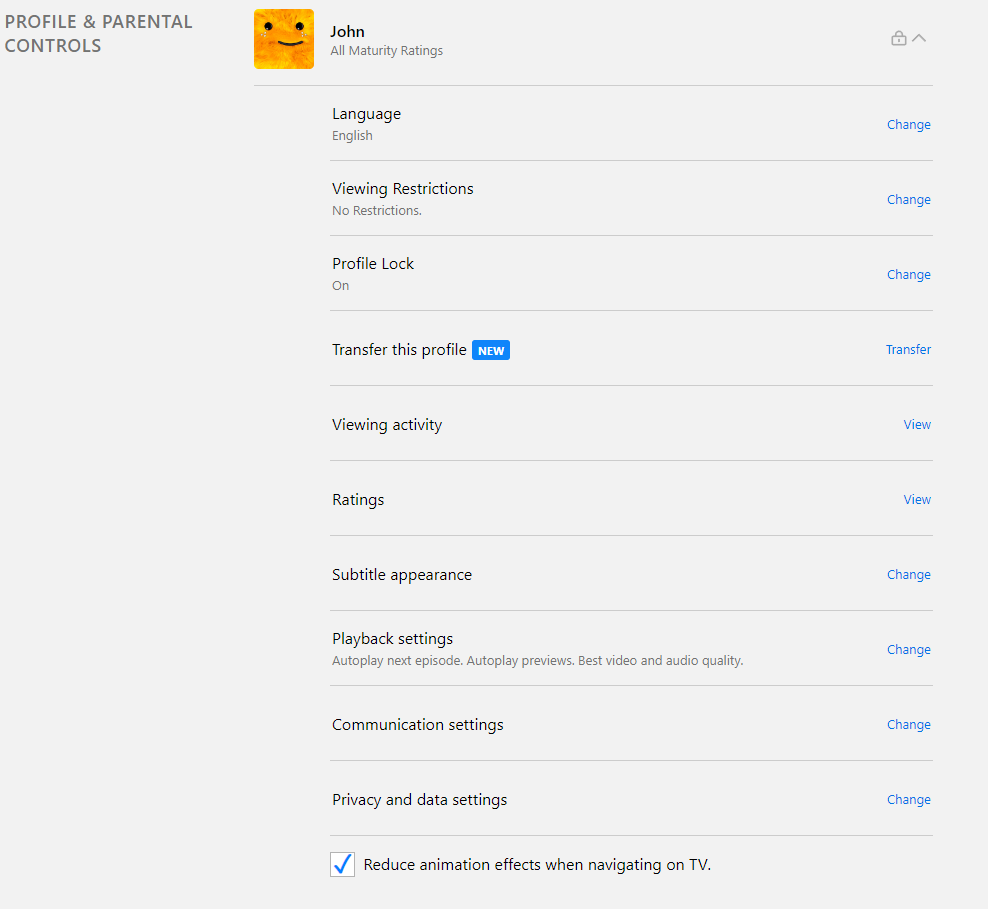 PROFILE & PARENTAL
CONTROLS
John
All Maturity Ratings
Language
English
Change
Viewing Restrictions
No Restrictions.
Change
Profile Lock
On
Change
Transfer this profile NEW
Transfer
Viewing activity
View
Ratings
View
Subtitle appearance
Change
Playback settings
Autoplay next episode. Autoplay previews. Best video and audio quality.
Change
Communication settings
Change
Privacy and data settings
Change
Reduce animation effects when navigating on TV.